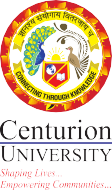 CONNECTING THROUGH KNOWLEDGE
Centurion
UNIVERSITY
Shaping Lives...
Empowering Communities...